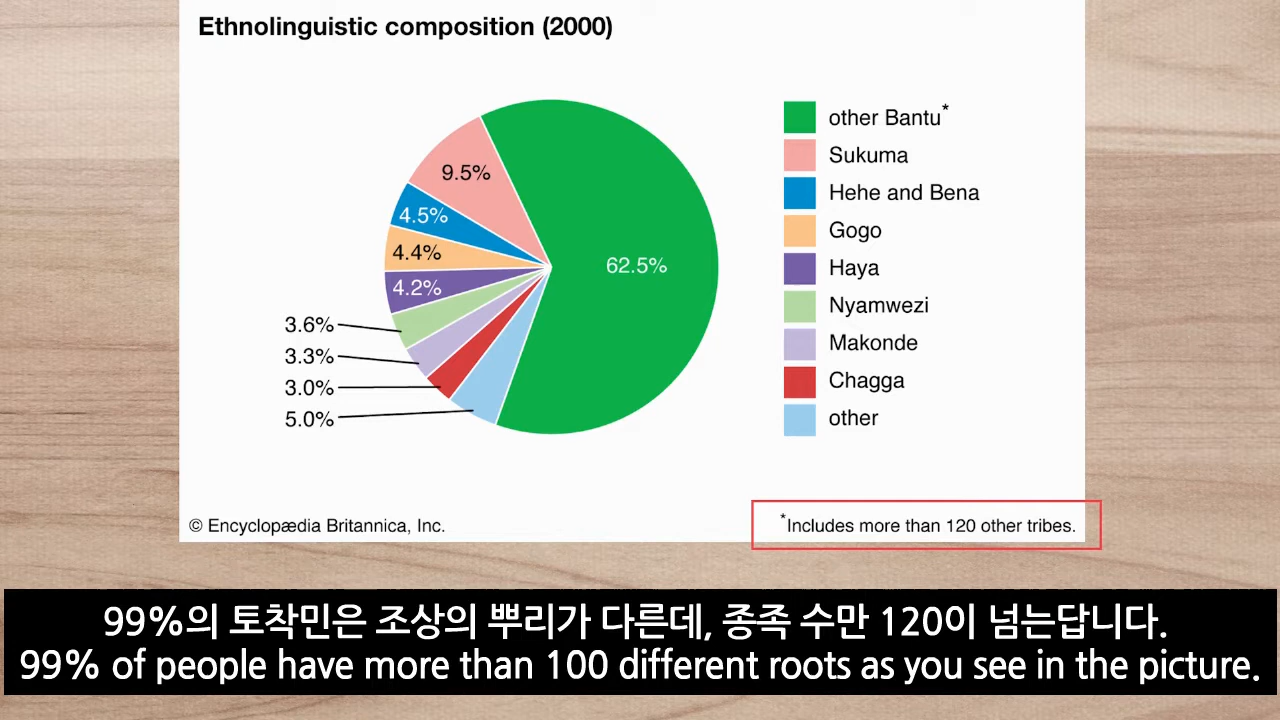 Ethnolinguistic composition (2000)
62.5%
9.5%
4.5%
4.4%
4.2%
3.6%
3.3%
3.0%
5.0%
other Bantu*
Sukuma
Hehe and Bena
Gogo
Haya
Nyamwezi
Makonde
Chagga
other
© Encyclopædia Britannica, Inc.
*Includes more than 120 other tribes.
99%의 토착민은 조상의 뿌리가 다른데, 종족 수만 120이 넘는답니다.
99% of people have more than 100 different roots as you see in the picture.